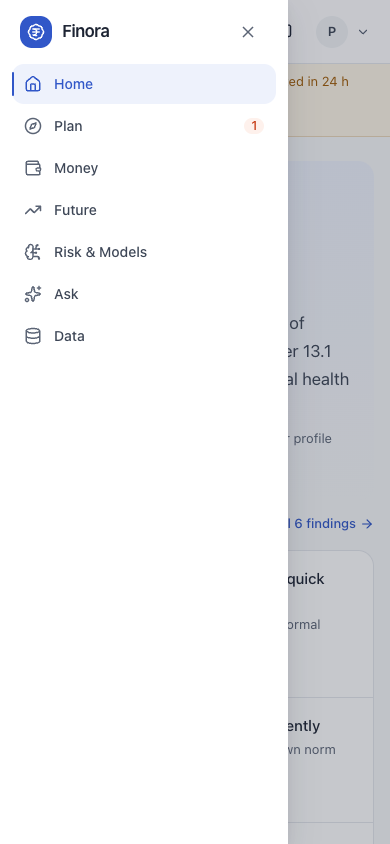 Finora
P
Home
ed in 24 h
Plan
1
Money
Future
Risk & Models
Ask
of
Data
er 13.1
al health
profile
6 findings
quick
ormal
ently
wn norm